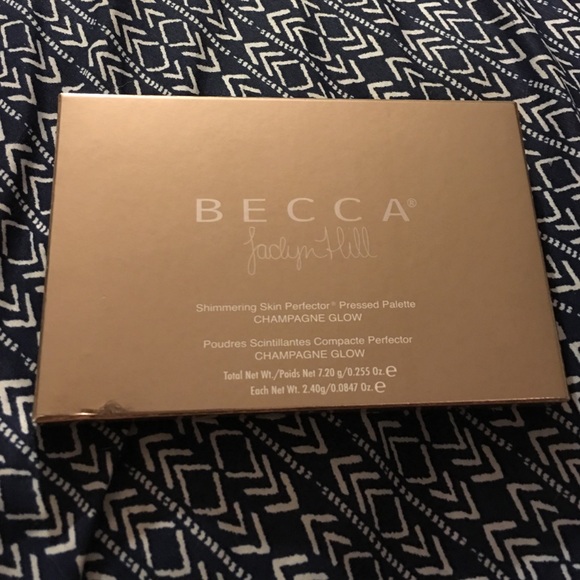 BECCA®
Jaclyn Hill
Shimmering Skin Perfector® Pressed Palette
CHAMPAGNE GLOW
Poudres Scintillantes Compacte Perfector
CHAMPAGNE GLOW
Total Net Wt./Poids Net 7.20 g/0.255 Oz.℮
Each Net Wt. 2.40g/0.0847 Oz.℮